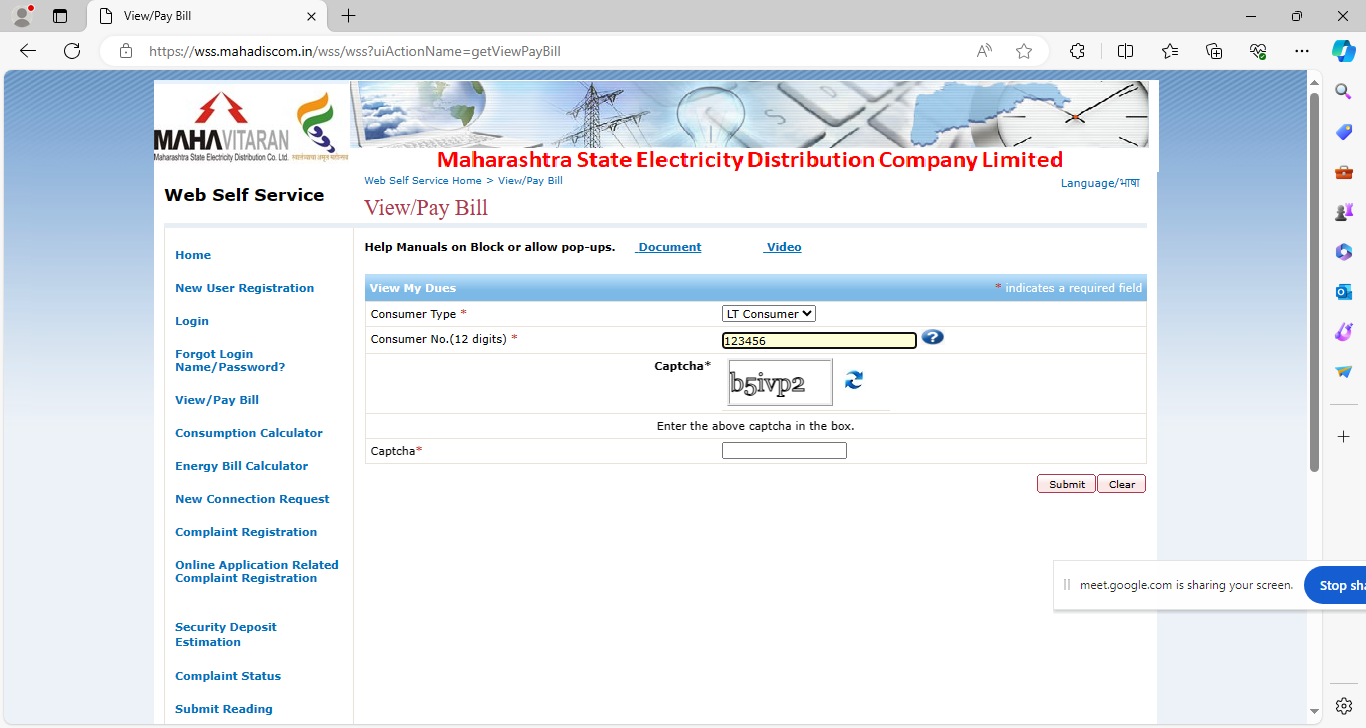 View/Pay Bill
https://wss.mahadiscom.in/wss/wss?uiActionName=getViewPayBill
MAHAVITARAN
Maharashtra State Electricity Distribution Co. Ltd.
Maharashtra State Electricity Distribution Company Limited
Web Self Service Home > View/Pay Bill
Language/भाषा
Web Self Service
View/Pay Bill
Help Manuals on Block or allow pop-ups. Document Video
Home
New User Registration
Login
Forgot Login
Name/Password?
View/Pay Bill
Consumption Calculator
Energy Bill Calculator
New Connection Request
Complaint Registration
Online Application Related
Complaint Registration
Security Deposit
Estimation
Complaint Status
Submit Reading
View My Dues
* indicates a required field
Consumer Type * LT Consumer
Consumer No.(12 digits) * 123456
Captcha* b5ivp2
Enter the above captcha in the box.
Captcha*
Submit Clear
meet.google.com is sharing your screen. Stop sha